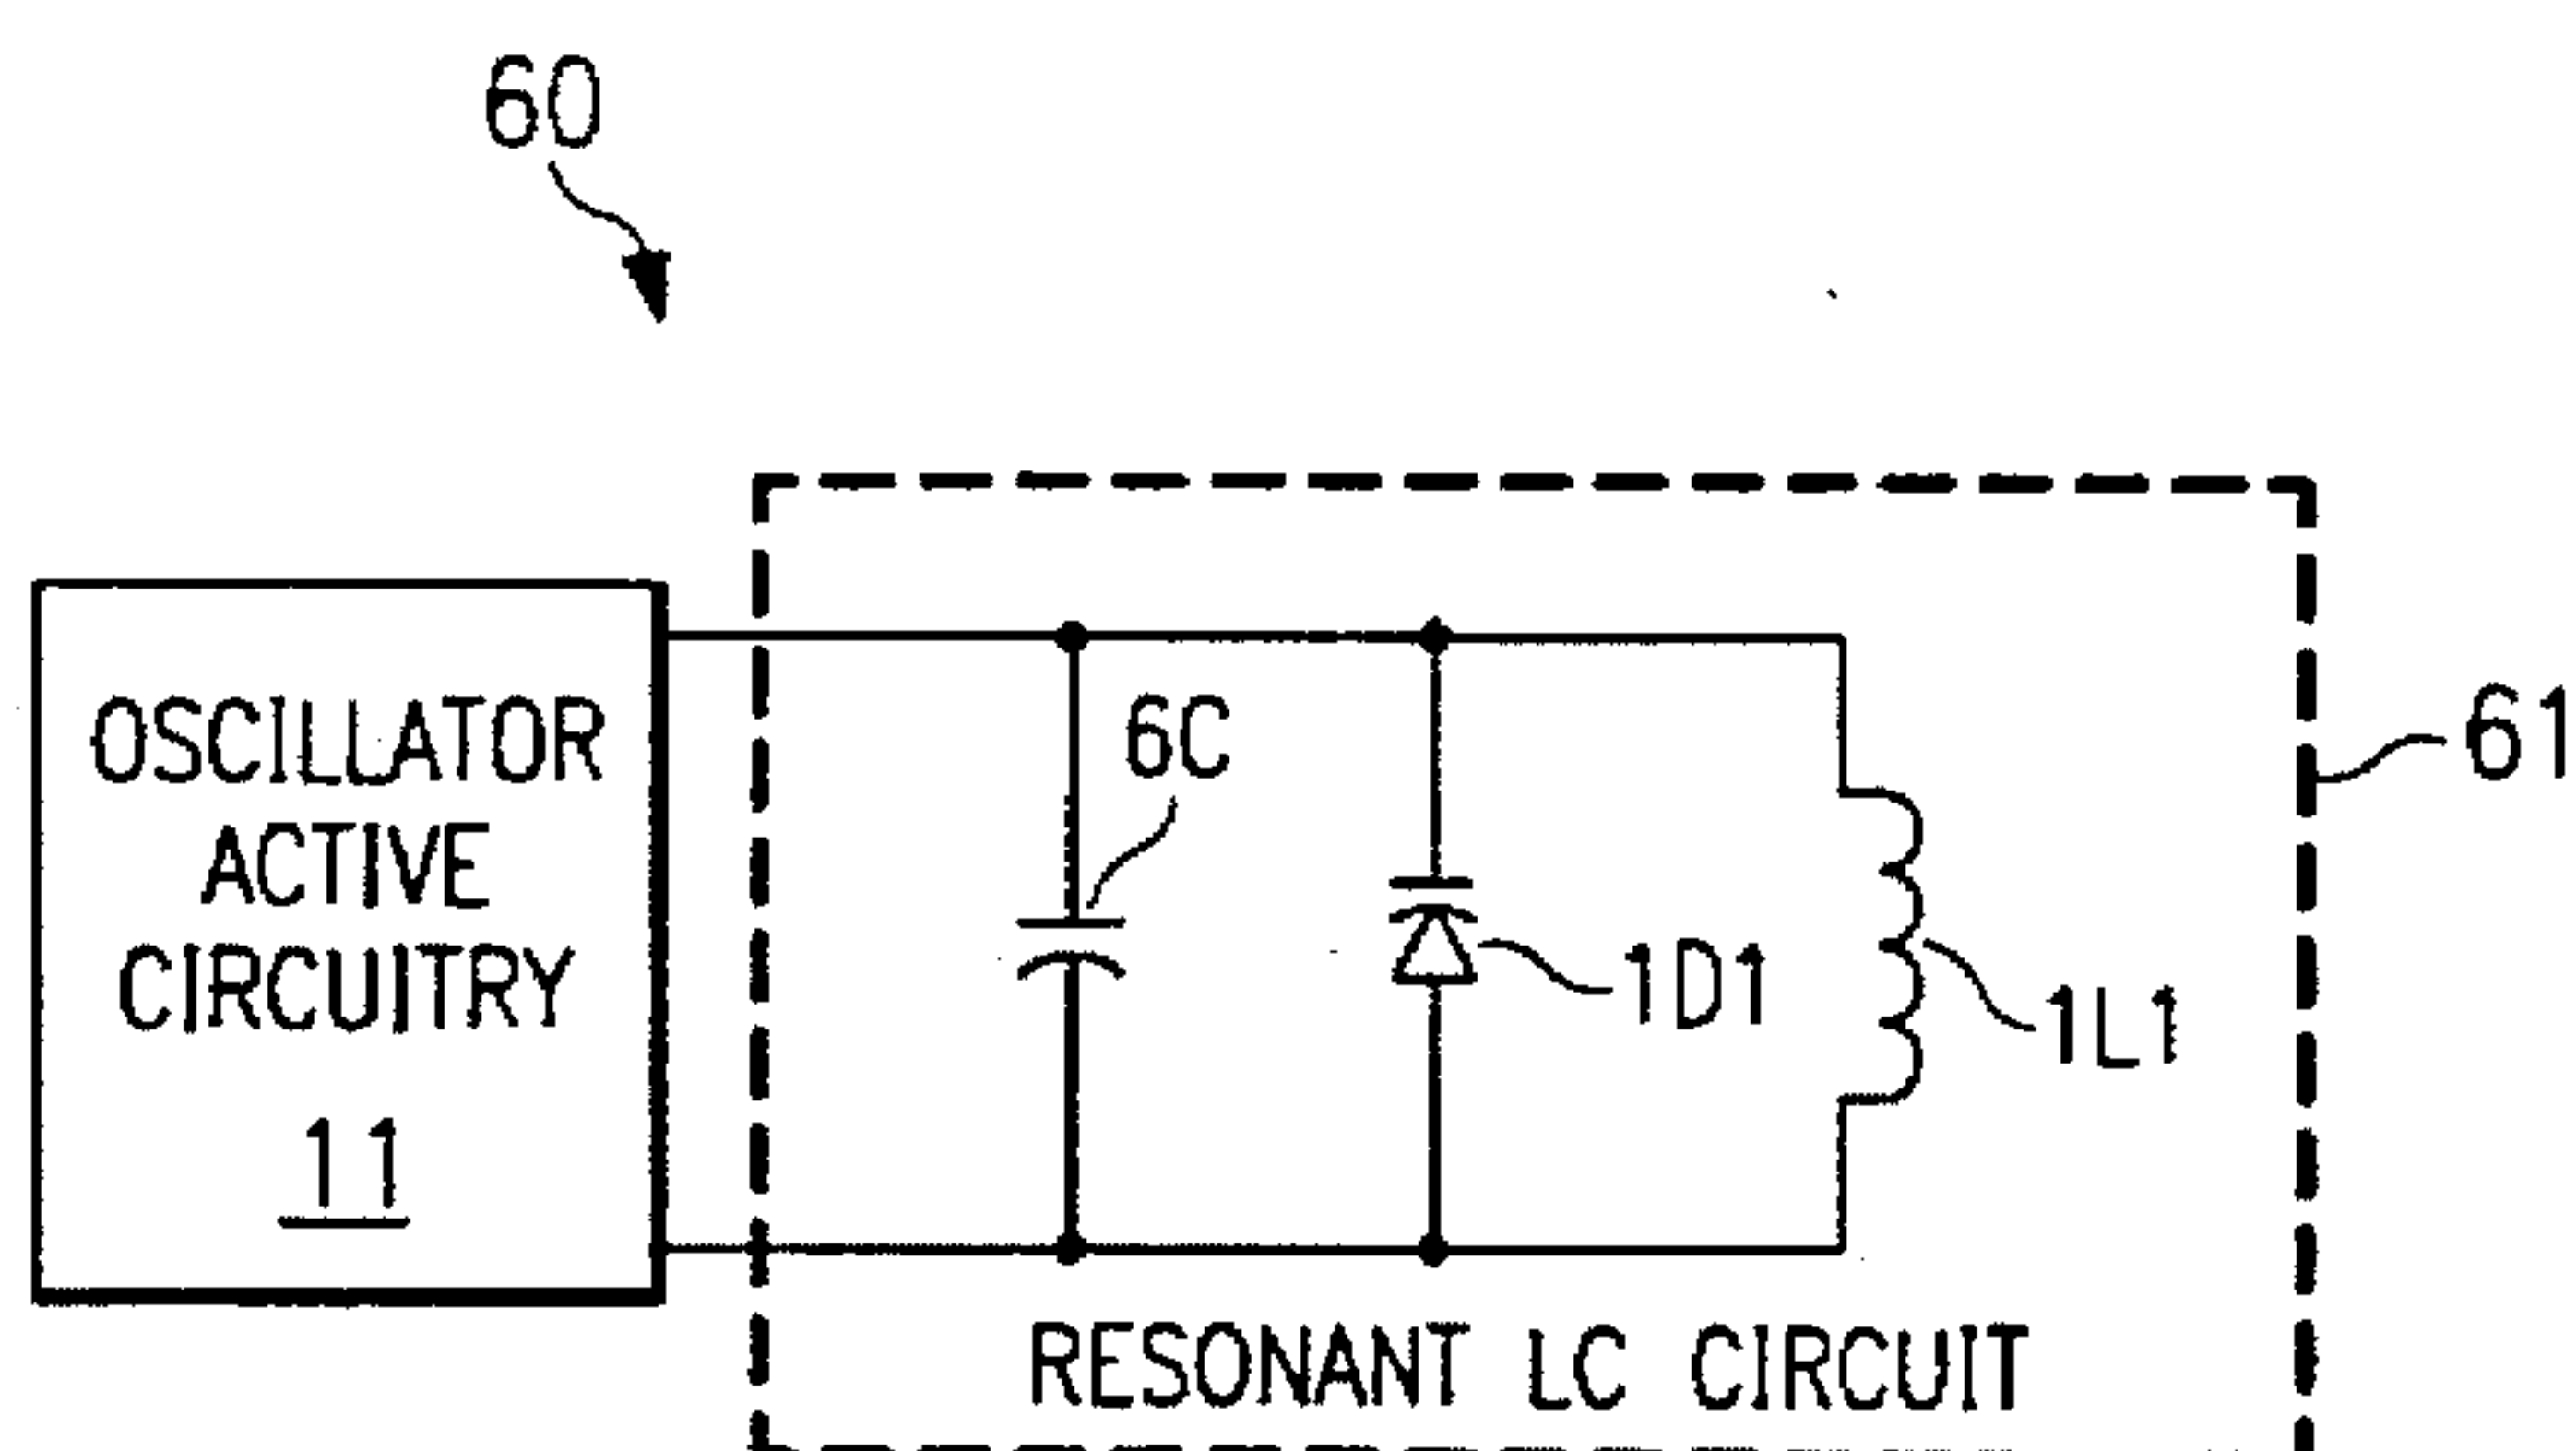 60
OSCILLATOR
ACTIVE
CIRCUITRY
11
6C
1D1
1L1
61
RESONANT LC CIRCUIT